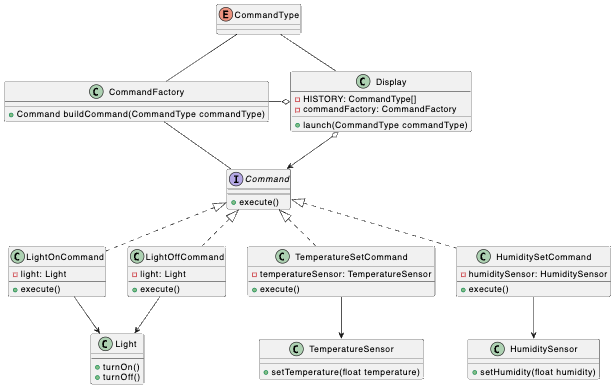 E CommandType
C CommandFactory
+ Command buildCommand(CommandType commandType)
C Display
HISTORY: CommandType[]
commandFactory: CommandFactory
launch(CommandType commandType)
I Command
execute()
C LightOnCommand
light: Light
execute()
C LightOffCommand
light: Light
execute()
C TemperatureSetCommand
temperatureSensor: TemperatureSensor
execute()
C HumiditySetCommand
humiditySensor: HumiditySensor
execute()
C Light
turnOn()
turnOff()
C TemperatureSensor
setTemperature(float temperature)
C HumiditySensor
setHumidity(float humidity)